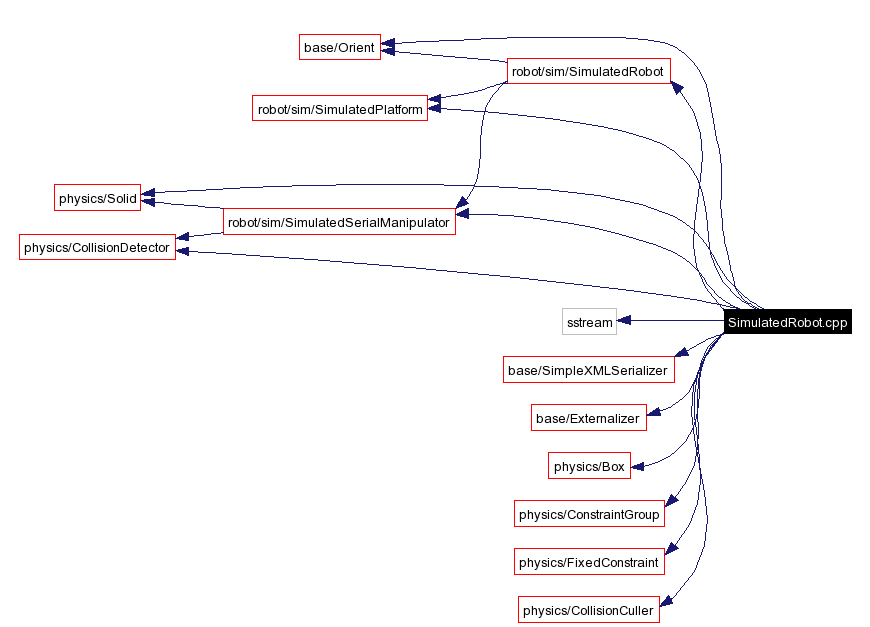 base/Orient
robot/sim/SimulatedRobot
robot/sim/SimulatedPlatform
physics/Solid
robot/sim/SimulatedSerialManipulator
physics/CollisionDetector
sstream
SimulatedRobot.cpp
base/SimpleXMLSerializer
base/Externalizer
physics/Box
physics/ConstraintGroup
physics/FixedConstraint
physics/CollisionCuller